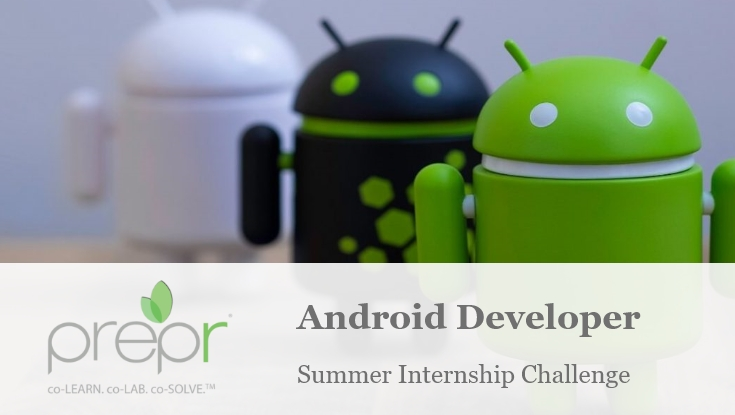 Android Developer
prepr
Summer Internship Challenge
co-LEARN. co-LAB. co-SOLVE.™